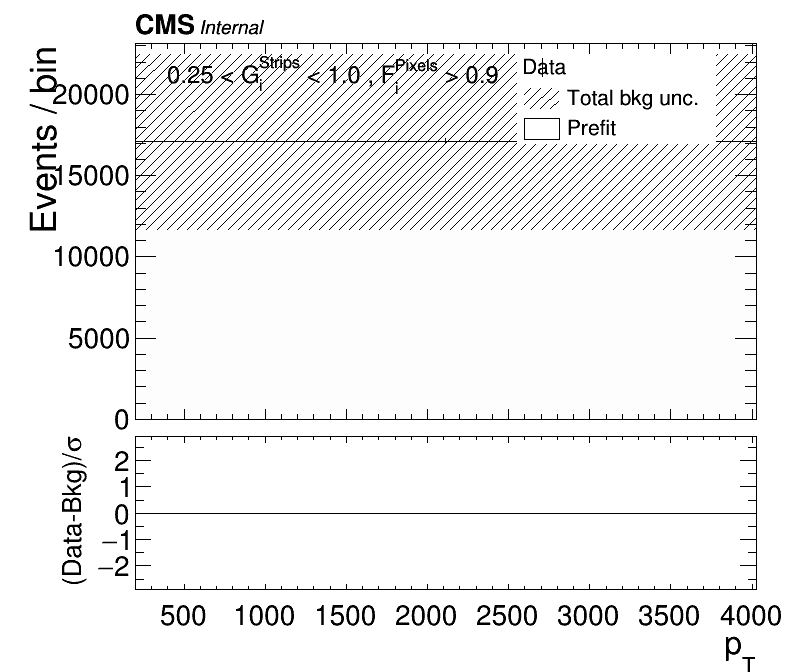 CMS Internal
Events / bin
0.25 < G_i^Strips < 1.0 , F_i^Pixels > 0.9
Data
Total bkg unc.
Prefit
20000
15000
10000
5000
0
(Data-Bkg)/σ
2
1
0
−1
−2
500 1000 1500 2000 2500 3000 3500 4000
p_T